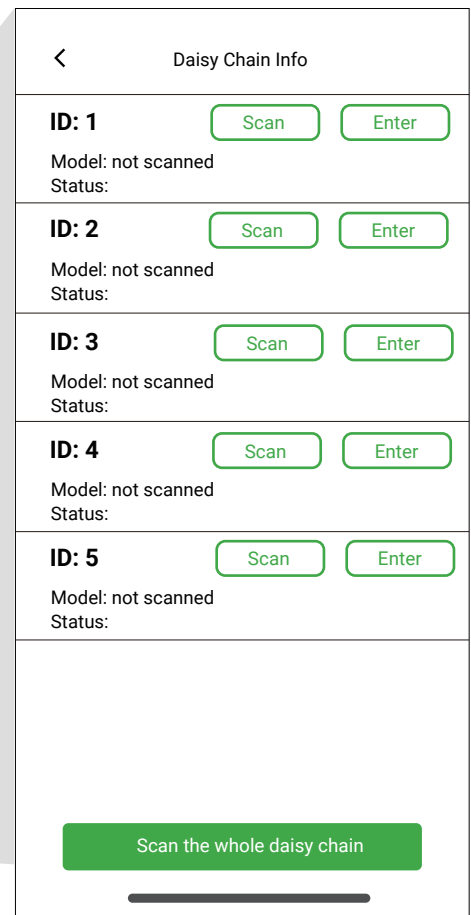 Daisy Chain Info
ID: 1 Scan Enter
Model: not scanned
Status:
ID: 2 Scan Enter
Model: not scanned
Status:
ID: 3 Scan Enter
Model: not scanned
Status:
ID: 4 Scan Enter
Model: not scanned
Status:
ID: 5 Scan Enter
Model: not scanned
Status:
Scan the whole daisy chain